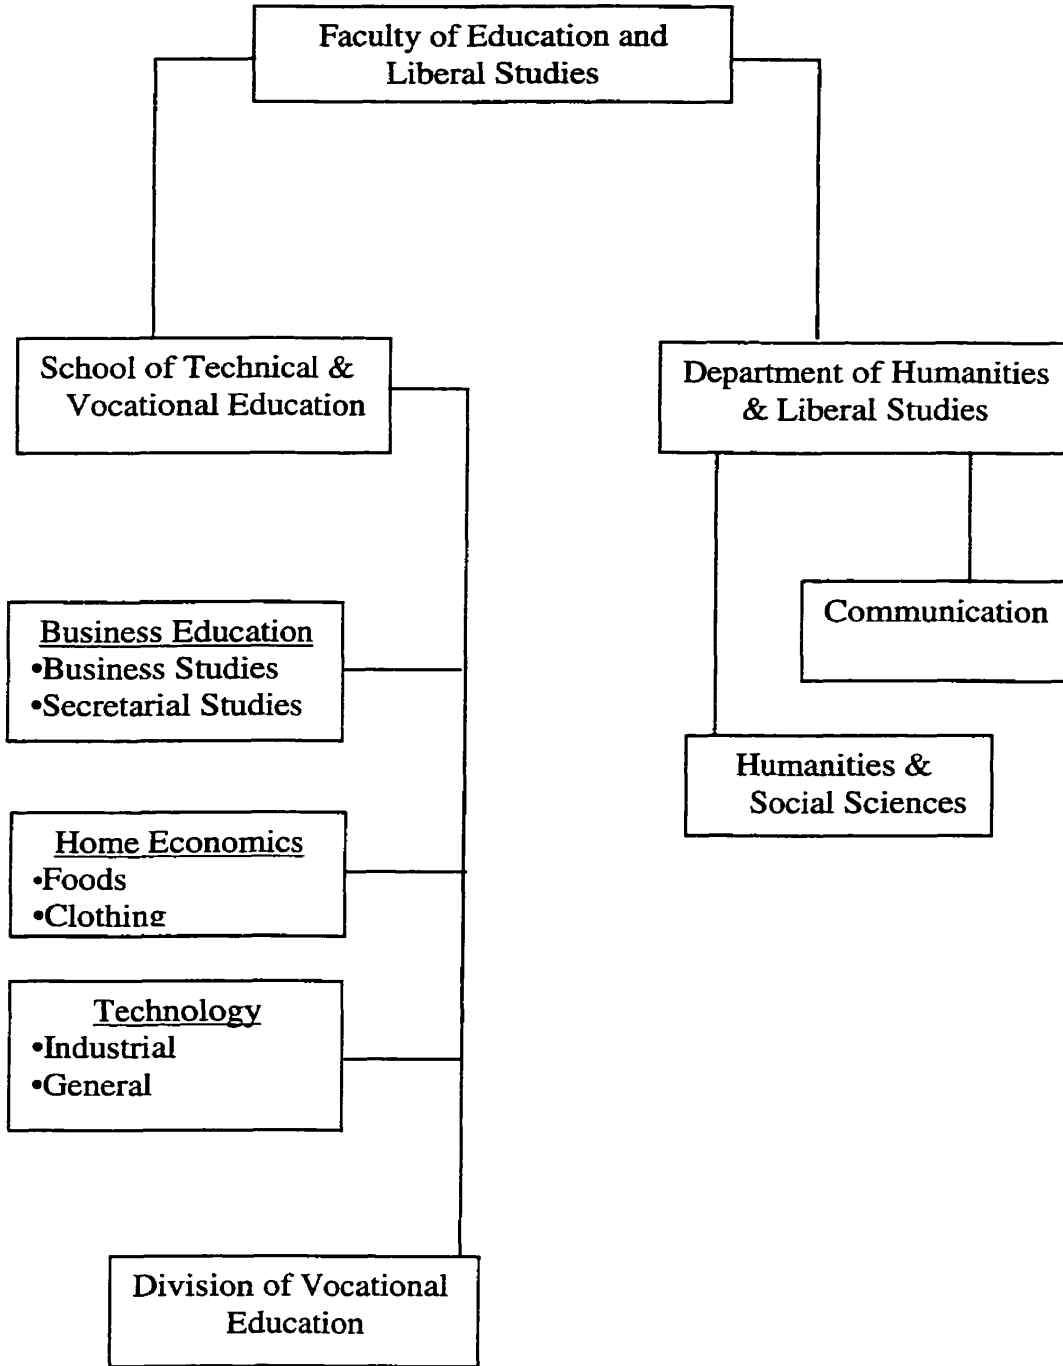 Faculty of Education and
Liberal Studies
School of Technical &
Vocational Education
Department of Humanities
& Liberal Studies
Business Education
•Business Studies
•Secretarial Studies
Communication
Humanities &
Social Sciences
Home Economics
•Foods
•Clothing
Technology
•Industrial
•General
Division of Vocational
Education